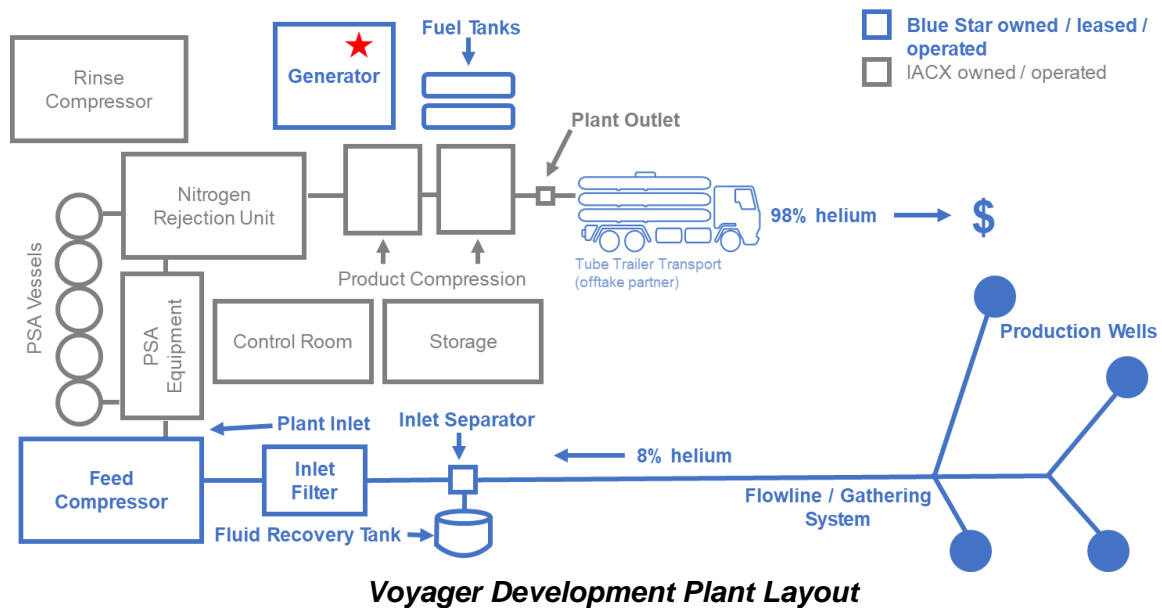 Rinse
Compressor
Generator
Fuel Tanks
Blue Star owned / leased /
operated
IACX owned / operated
Plant Outlet
Nitrogen
Rejection Unit
98% helium
$
Tube Trailer Transport
(offtake partner)
Product Compression
PSA Vessels
PSA
Equipment
Control Room
Storage
Production Wells
Plant Inlet
Inlet Separator
8% helium
Feed
Compressor
Inlet
Filter
Flowline / Gathering
System
Fluid Recovery Tank
Voyager Development Plant Layout